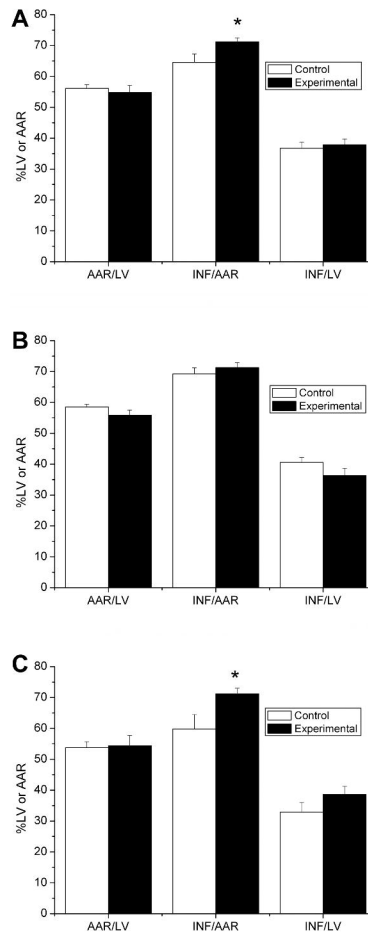 A
*
80
70
60
50
40
30
20
10
0
%LV or AAR
Control
Experimental
AAR/LV INF/AAR INF/LV
B
80
70
60
50
40
30
20
10
0
%LV or AAR
Control
Experimental
AAR/LV INF/AAR INF/LV
C
*
80
70
60
50
40
30
20
10
0
%LV or AAR
Control
Experimental
AAR/LV INF/AAR INF/LV